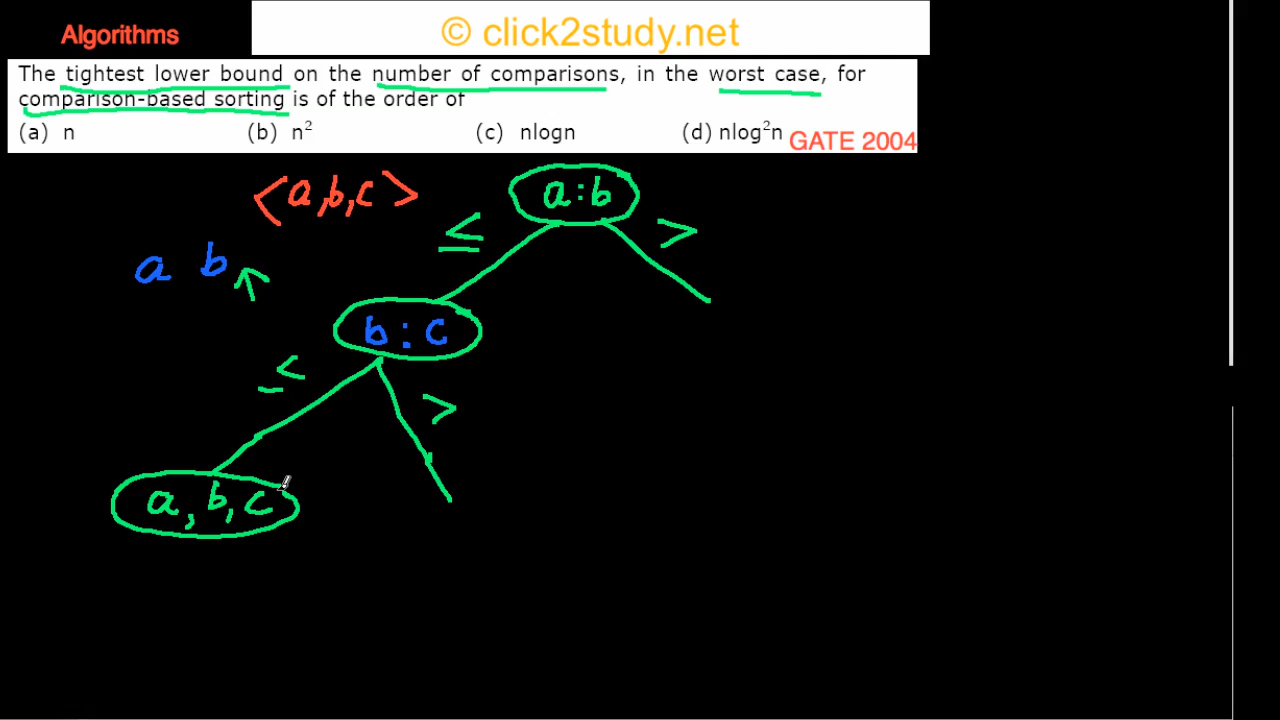 Algorithms
© click2study.net
The tightest lower bound on the number of comparisons, in the worst case, for
comparison-based sorting is of the order of
(a) n (b) n² (c) nlogn (d) nlog²n GATE 2004
<a,b,c> a:b
≤ >
a b
b:c
≤ >
a, b, c